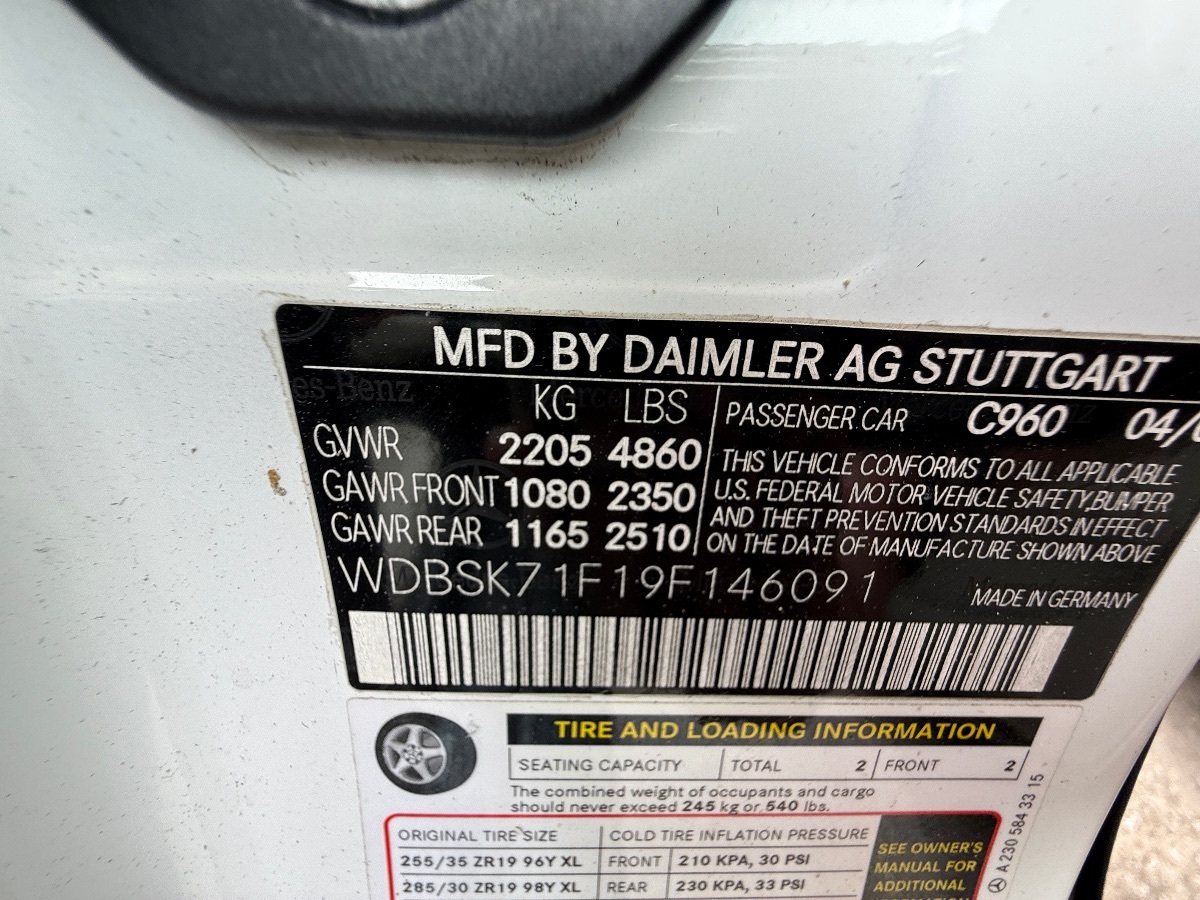 MFD BY DAIMLER AG STUTTGART
KG LBS
PASSENGER CAR C960 04/
GVWR 2205 4860
GAWR FRONT 1080 2350
GAWR REAR 1165 2510
THIS VEHICLE CONFORMS TO ALL APPLICABLE
U.S. FEDERAL MOTOR VEHICLE SAFETY, BUMPER
AND THEFT PREVENTION STANDARDS IN EFFECT
ON THE DATE OF MANUFACTURE SHOWN ABOVE
WDBSK71F19F146091
MADE IN GERMANY
TIRE AND LOADING INFORMATION
SEATING CAPACITY TOTAL 2 FRONT 2
The combined weight of occupants and cargo
should never exceed 245 kg or 540 lbs.
ORIGINAL TIRE SIZE COLD TIRE INFLATION PRESSURE
255/35 ZR19 96Y XL FRONT 210 KPA, 30 PSI
285/30 ZR19 98Y XL REAR 230 KPA, 33 PSI
SEE OWNER'S
MANUAL FOR
ADDITIONAL
A 230 584 33 15